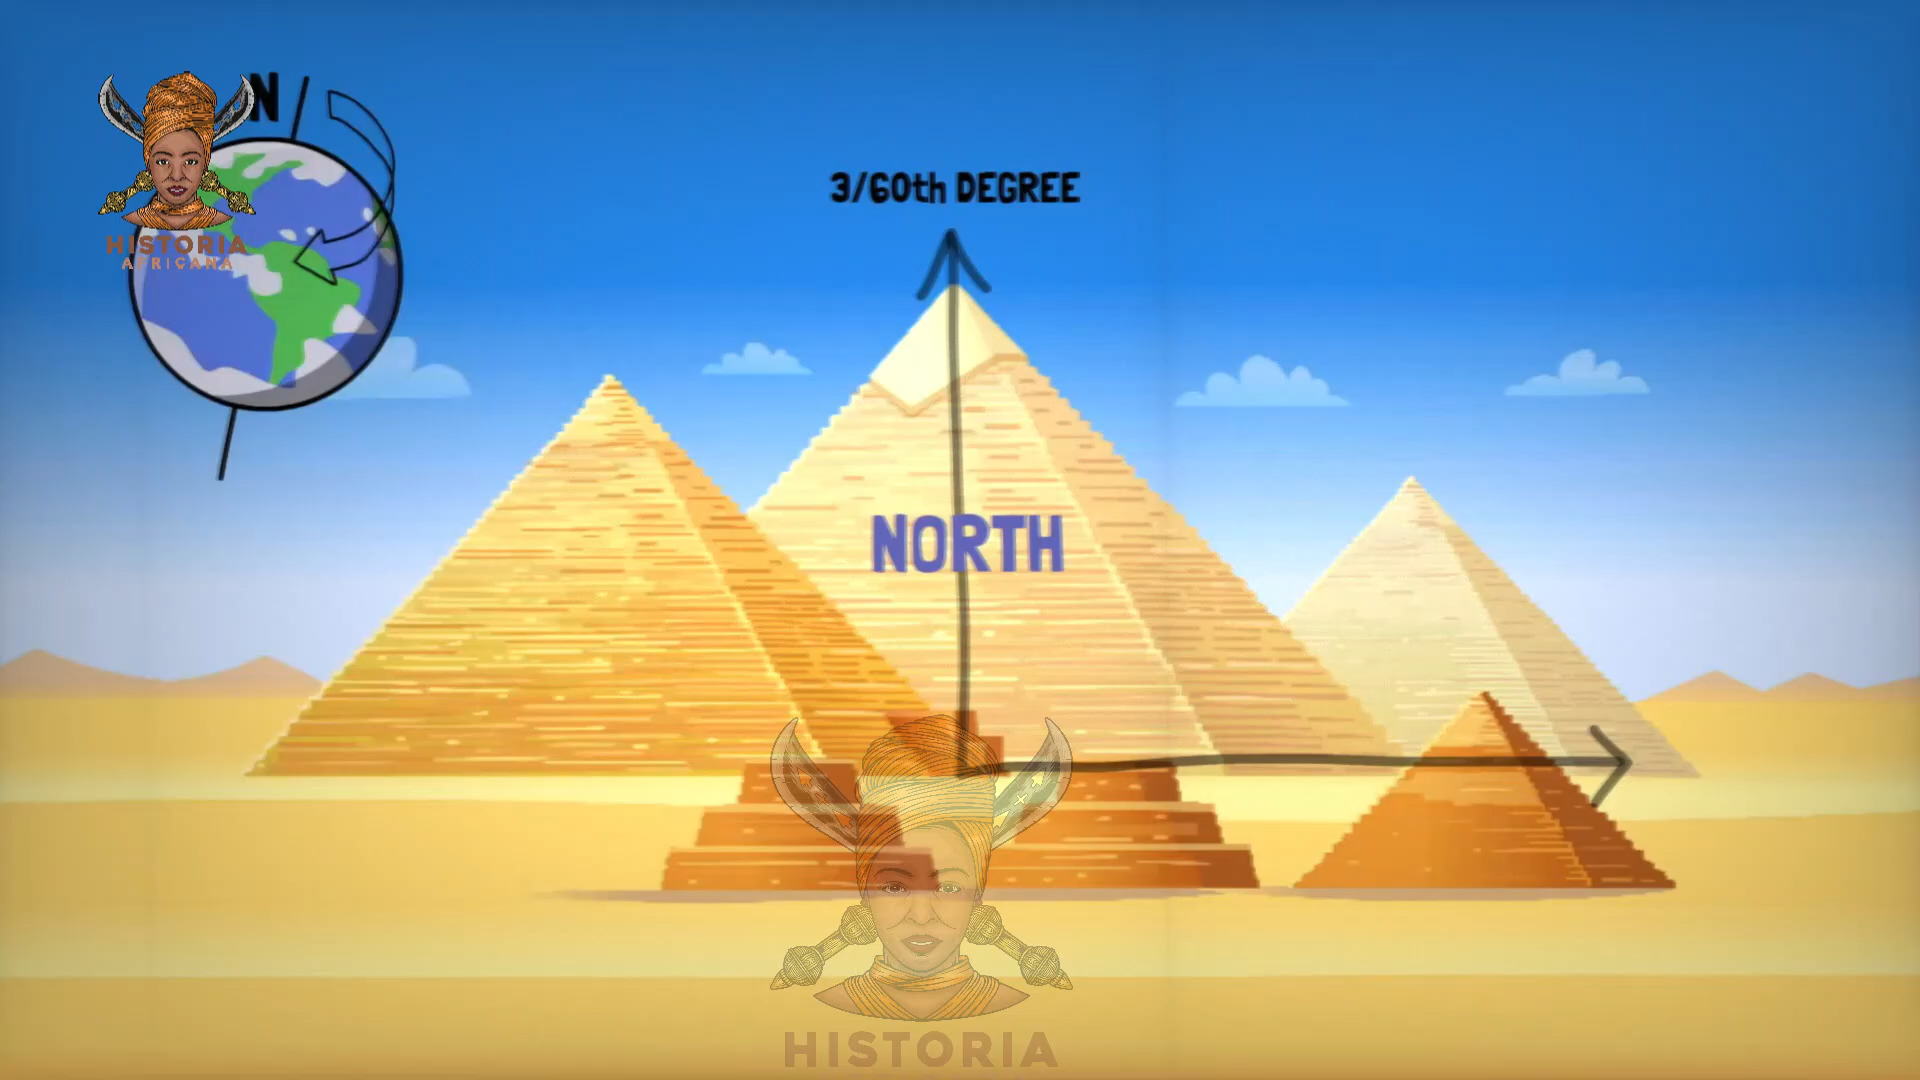 N
HISTORIA
AFRICANA
3/60th DEGREE
NORTH
HISTORIA